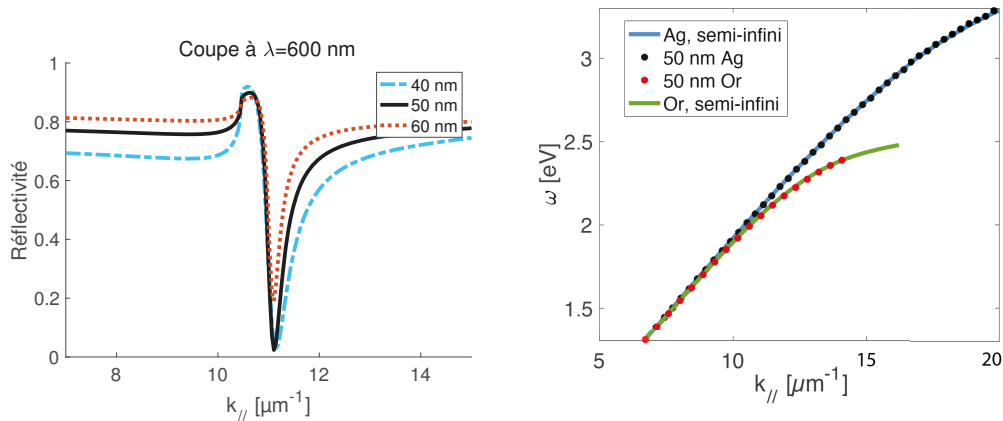 Coupe à λ=600 nm
40 nm
50 nm
60 nm
1
0.8
0.6
0.4
0.2
0
Réflectivité
8
10
12
14
k// [µm-1]
Ag, semi-infini
50 nm Ag
50 nm Or
Or, semi-infini
3
2.5
2
1.5
ω [eV]
5
10
15
20
k// [µm-1]